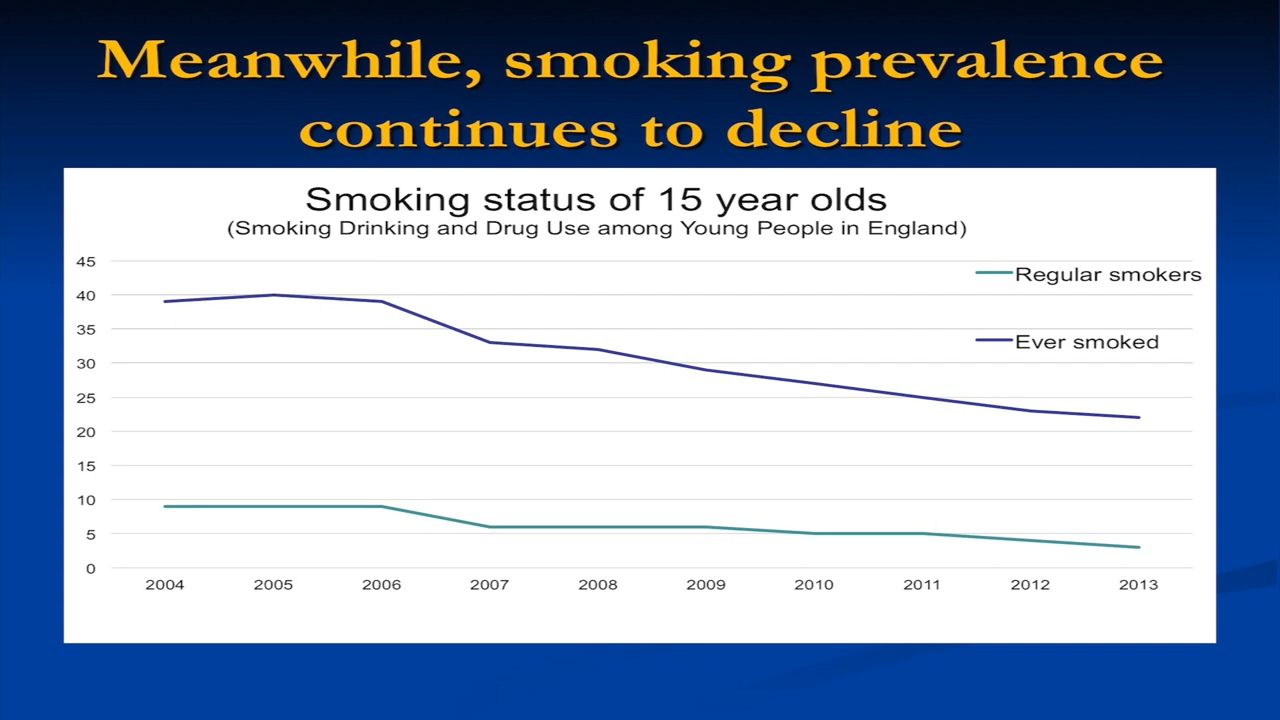 Meanwhile, smoking prevalence
continues to decline
Smoking status of 15 year olds
(Smoking Drinking and Drug Use among Young People in England)
45
Regular smokers
40
35
Ever smoked
30
25
20
15
10
5
0
2004 2005 2006 2007 2008 2009 2010 2011 2012 2013